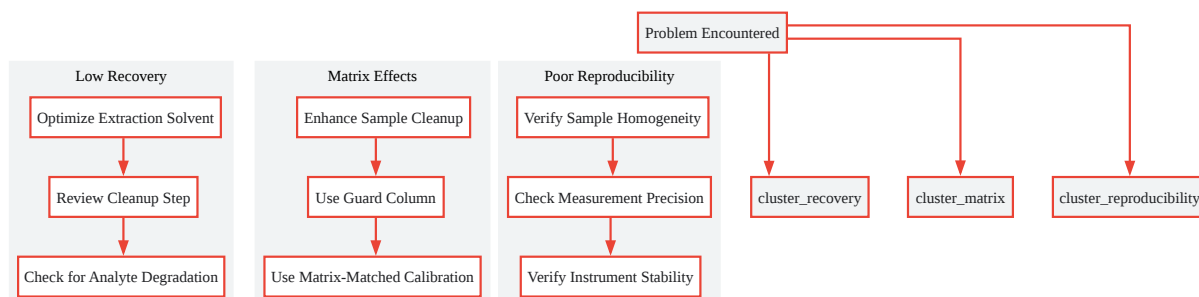 Problem Encountered
Low Recovery
Matrix Effects
Poor Reproducibility
Optimize Extraction Solvent
Enhance Sample Cleanup
Verify Sample Homogeneity
Review Cleanup Step
Use Guard Column
Check Measurement Precision
cluster_recovery
cluster_matrix
cluster_reproducibility
Check for Analyte Degradation
Use Matrix-Matched Calibration
Verify Instrument Stability